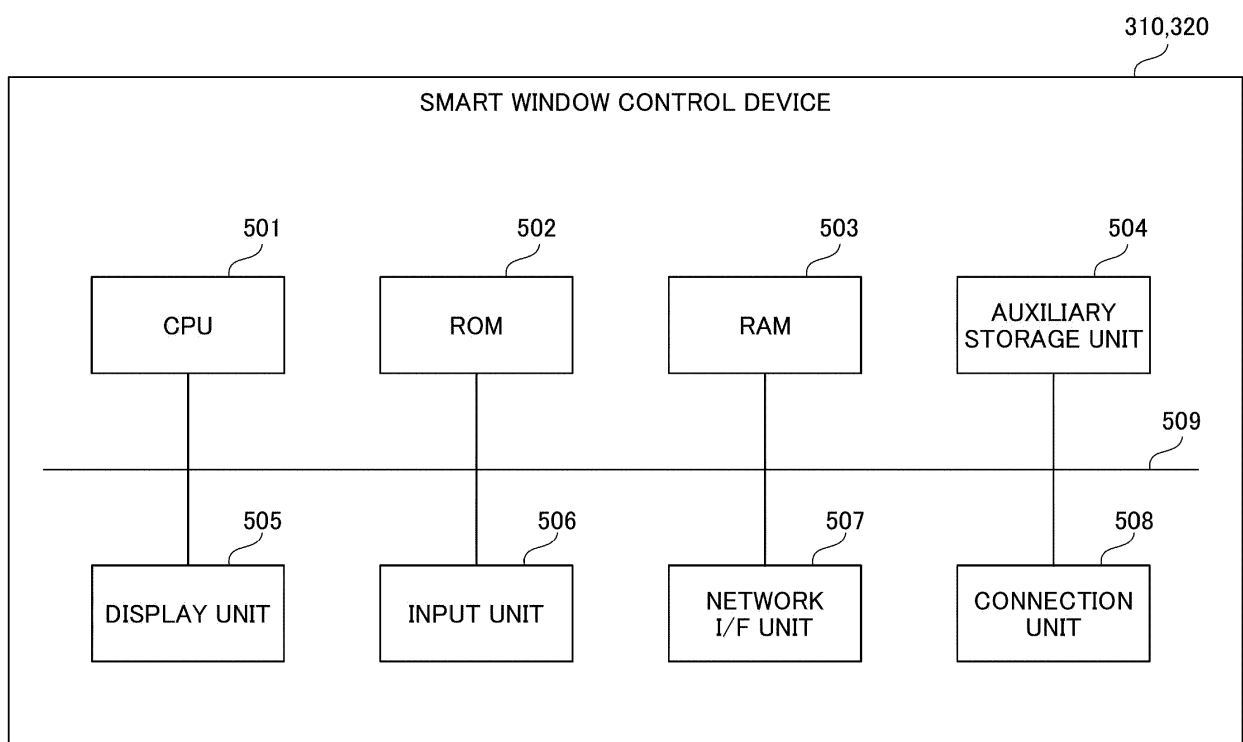 310,320
SMART WINDOW CONTROL DEVICE
501
502
503
504
CPU
ROM
RAM
AUXILIARY
STORAGE UNIT
509
505
506
507
508
DISPLAY UNIT
INPUT UNIT
NETWORK
I/F UNIT
CONNECTION
UNIT